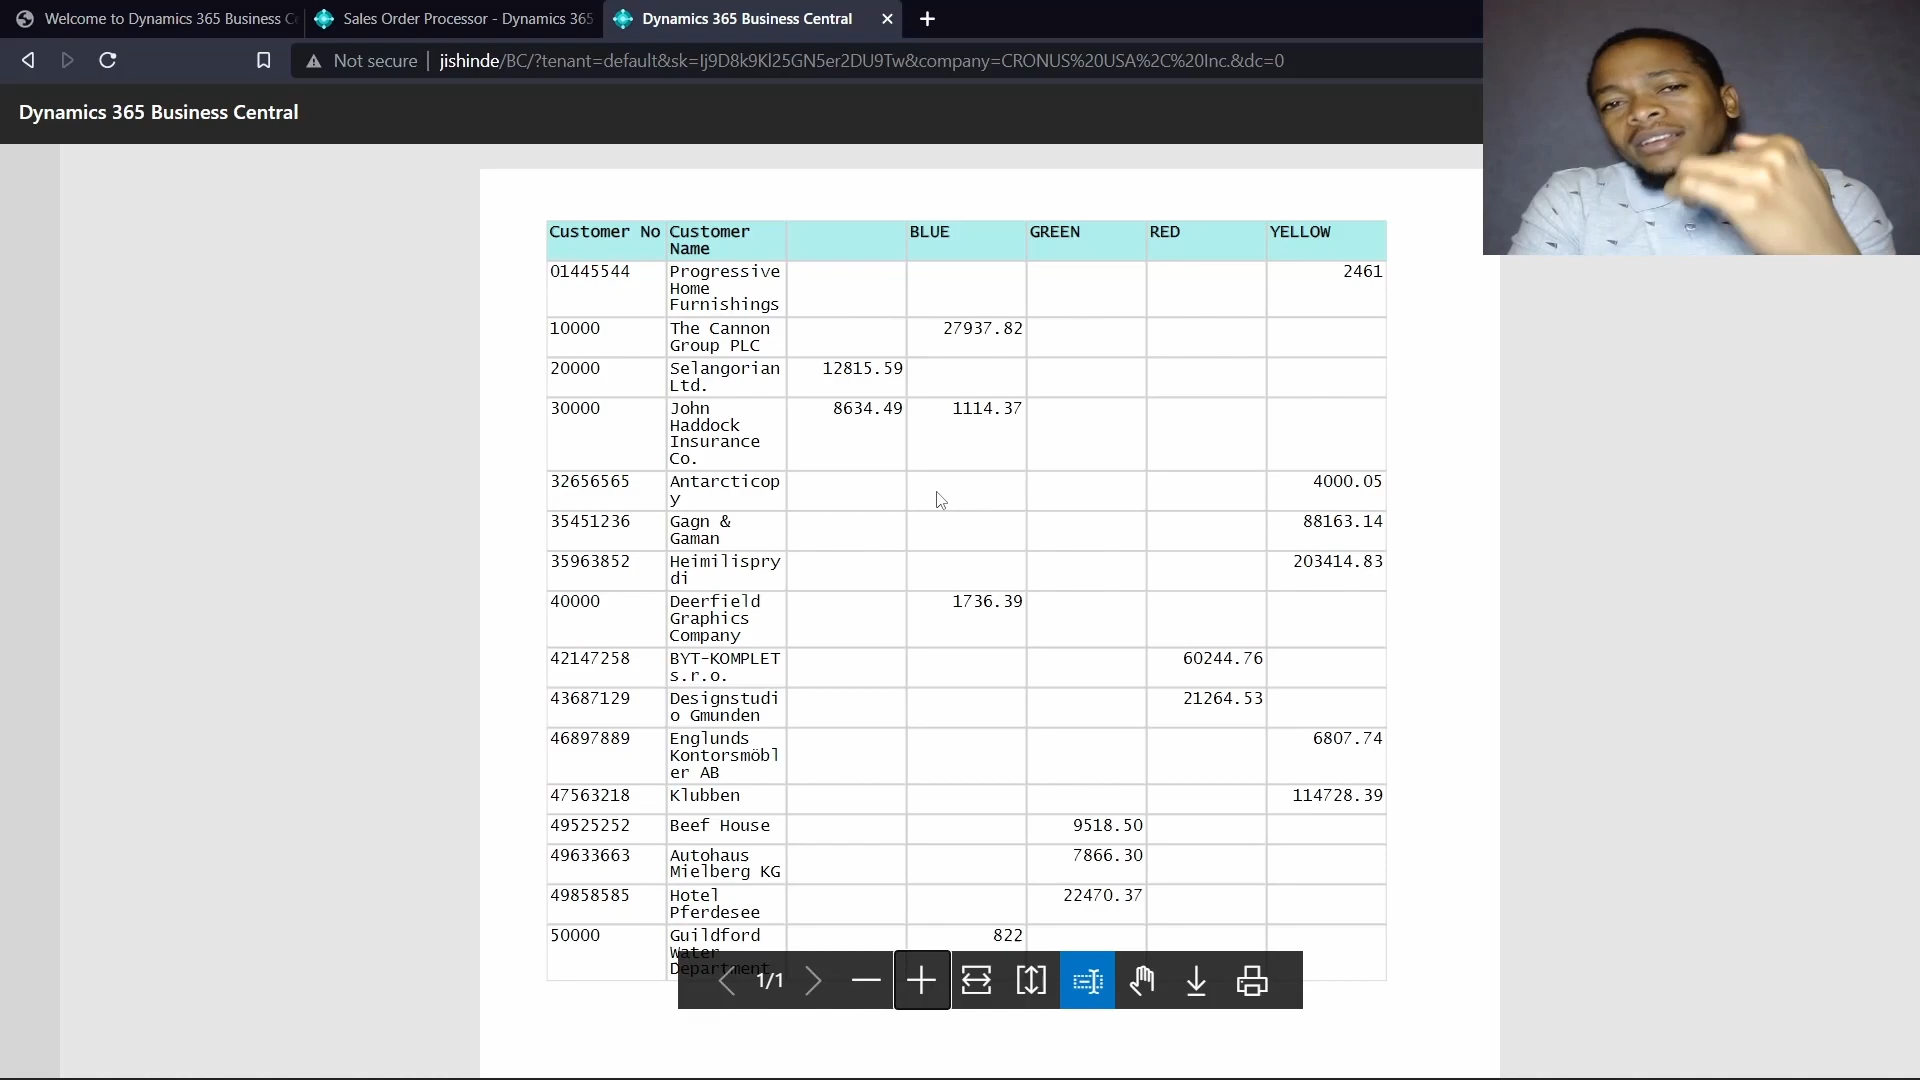 Welcome to Dynamics 365 Business C
Sales Order Processor - Dynamics 365
Dynamics 365 Business Central
Not secure
jishinde/BC/?tenant=default&sk=Ij9D8k9Kl25GN5er2DU9Tw&company=CRONUS%20USA%2C%20Inc.&dc=0
Dynamics 365 Business Central
Customer No Customer Name BLUE GREEN RED YELLOW
01445544 Progressive Home Furnishings 2461
10000 The Cannon Group PLC 27937.82
20000 Selangorian Ltd. 12815.59
30000 John Haddock Insurance Co. 8634.49 1114.37
32656565 Antarcticopy 4000.05
35451236 Gagn & Gaman 88163.14
35963852 Heimilisprydi 203414.83
40000 Deerfield Graphics Company 1736.39
42147258 BYT-KOMPLET s.r.o. 60244.76
43687129 Designstudio Gmunden 21264.53
46897889 Englunds Kontorsmöbler AB 6807.74
47563218 Klubben 114728.39
49525252 Beef House 9518.50
49633663 Autohaus Mielberg KG 7866.30
49858585 Hotel Pferdesee 22470.37
50000 Guildford Water Department 822
1/1